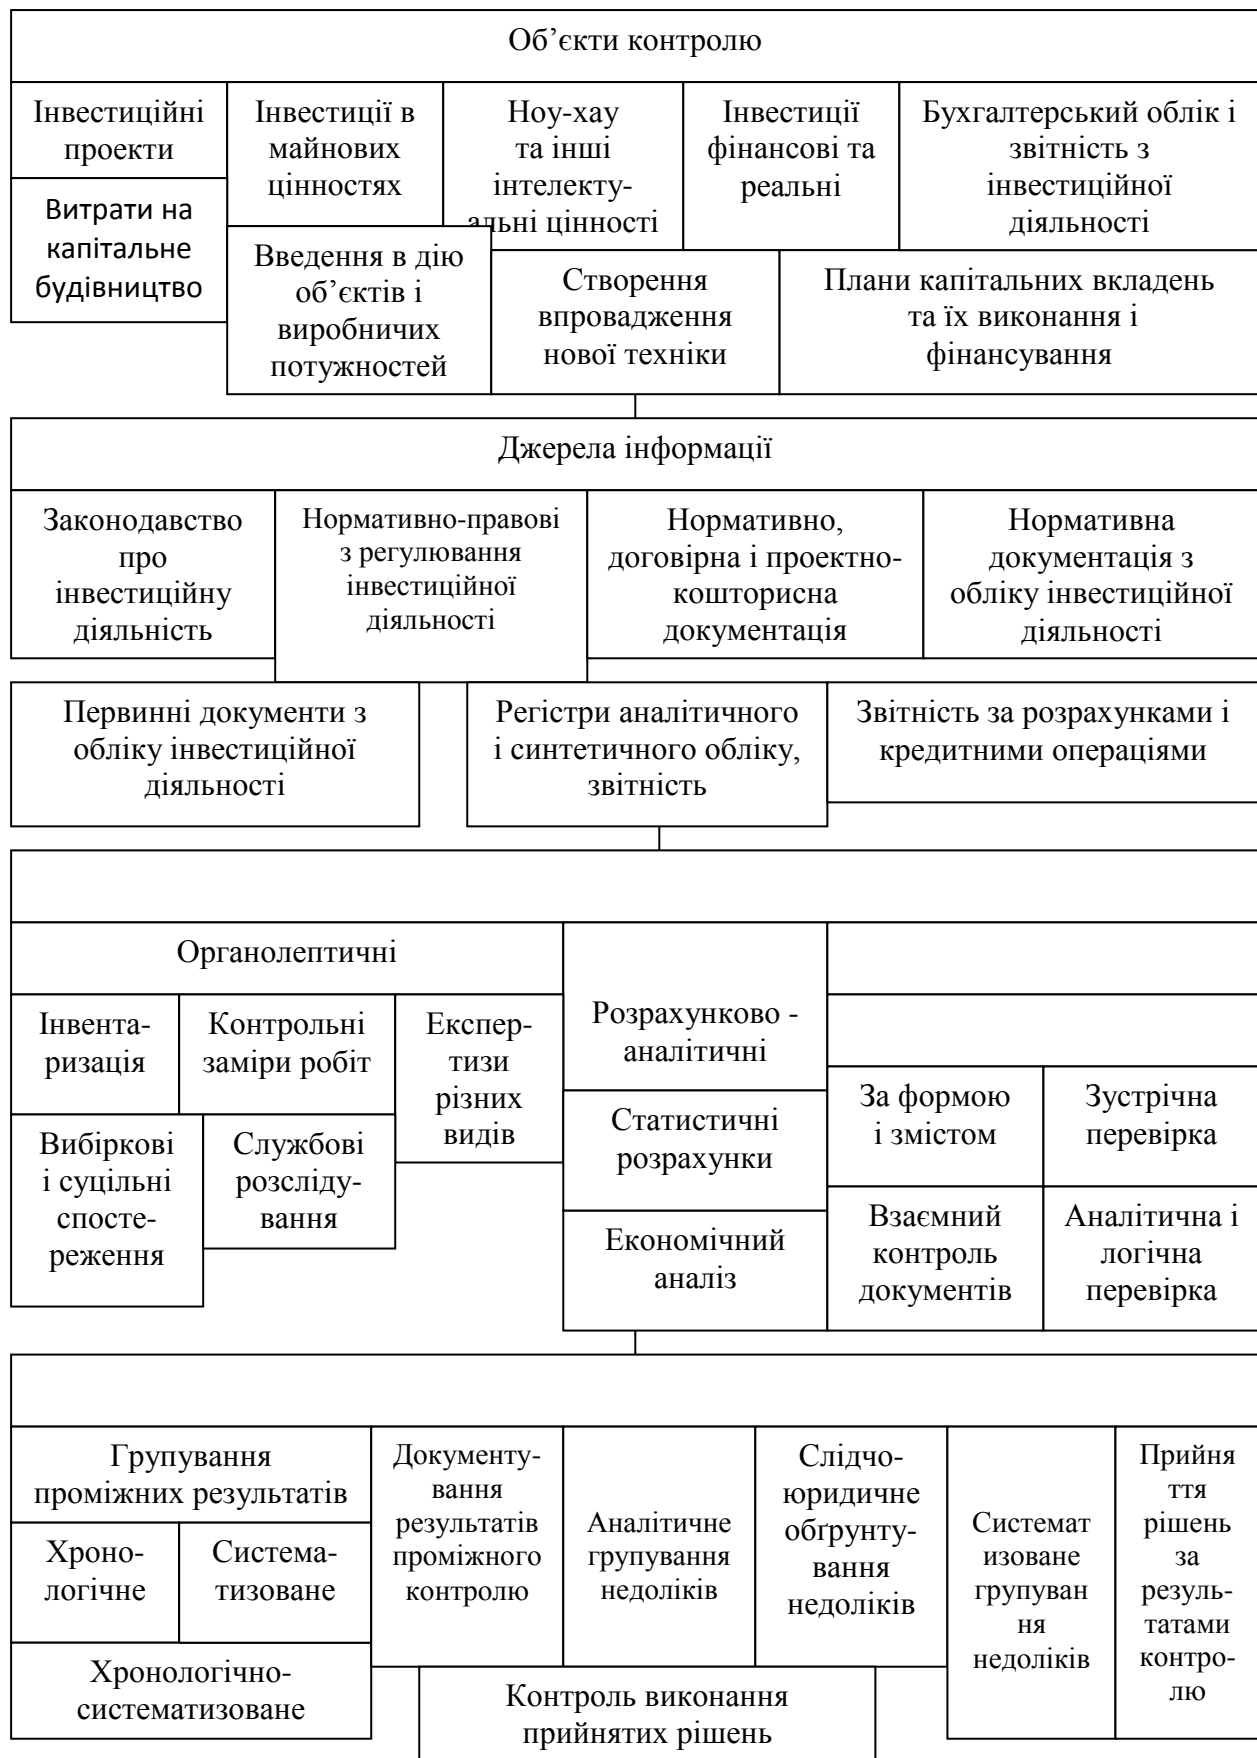 Об’єкти контролю
Інвестиційні
проекти
Інвестиції в
майнових
цінностях
Ноу-хау
та інші
інтелекту-
альні цінності
Інвестиції
фінансові та
реальні
Бухгалтерський облік і
звітність з
інвестиційної
діяльності
Витрати на
капітальне
будівництво
Введення в дію
об’єктів і
виробничих
потужностей
Створення
впровадження
нової техніки
Плани капітальних вкладень
та їх виконання і
фінансування
Джерела інформації
Законодавство
про
інвестиційну
діяльність
Нормативно-правові
з регулювання
інвестиційної
діяльності
Нормативно,
договірна і проектно-
кошторисна
документація
Нормативна
документація з
обліку інвестиційної
діяльності
Первинні документи з
обліку інвестиційної
діяльності
Регістри аналітичного
і синтетичного обліку,
звітність
Звітність за розрахунками і
кредитними операціями
Органолептичні
Інвента-
ризація
Контрольні
заміри робіт
Експер-
тизи
різних
видів
Вибіркові
і суцільні
спосте-
реження
Службові
розсліду-
вання
Розрахунково -
аналітичні
Статистичні
розрахунки
Економічний
аналіз
За формою
і змістом
Зустрічна
перевірка
Взаємний
контроль
документів
Аналітична і
логічна
перевірка
Групування
проміжних результатів
Хроно-
логічне
Система-
тизоване
Хронологічно-
систематизоване
Документу-
вання
результатів
проміжного
контролю
Аналітичне
групування
недоліків
Слідчо-
юридичне
обґрунту-
вання
недоліків
Системат
изоване
групуван
ня
недоліків
Прийня
ття
рішень
за
резуль-
татами
контро-
лю
Контроль виконання
прийнятих рішень